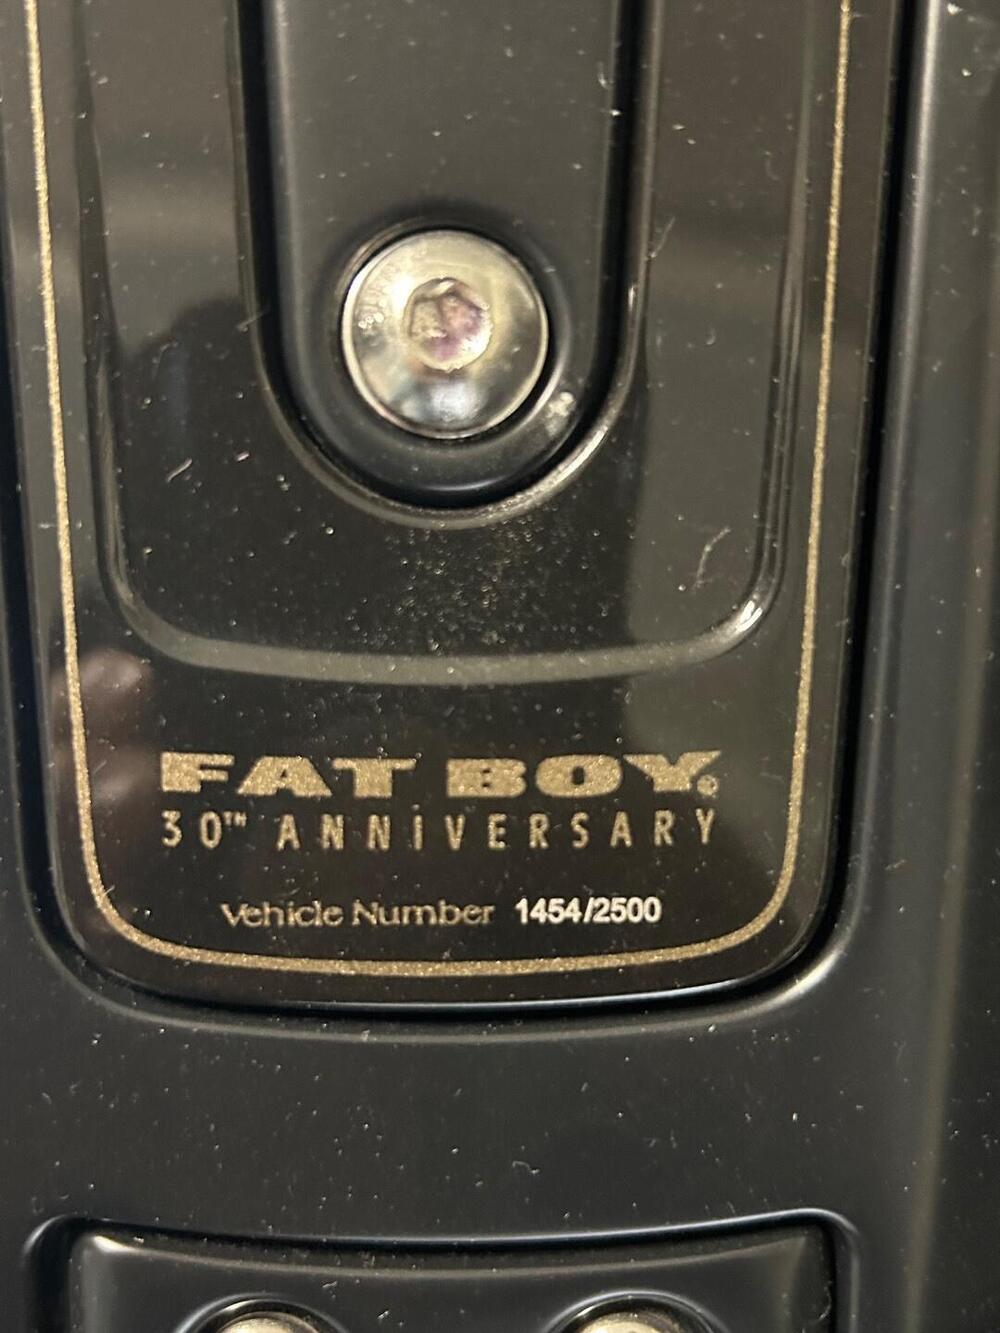 FAT BOY®
30TH ANNiVERSARY
Vehicle Number 1454/2500